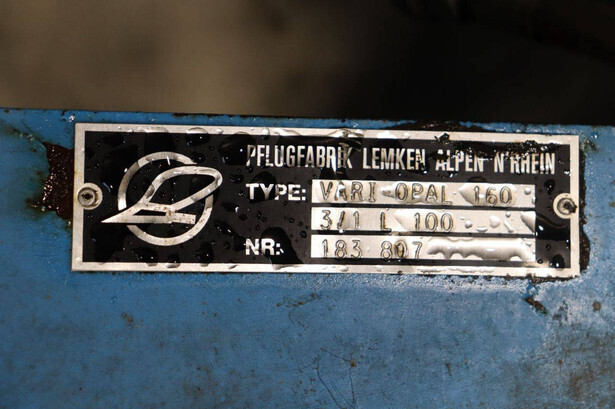 PFLUGFABRIK LEMKEN ALPEN N'RHEIN
TYPE: VARI-OPAL 160
3/1 L 100
NR: 183 807